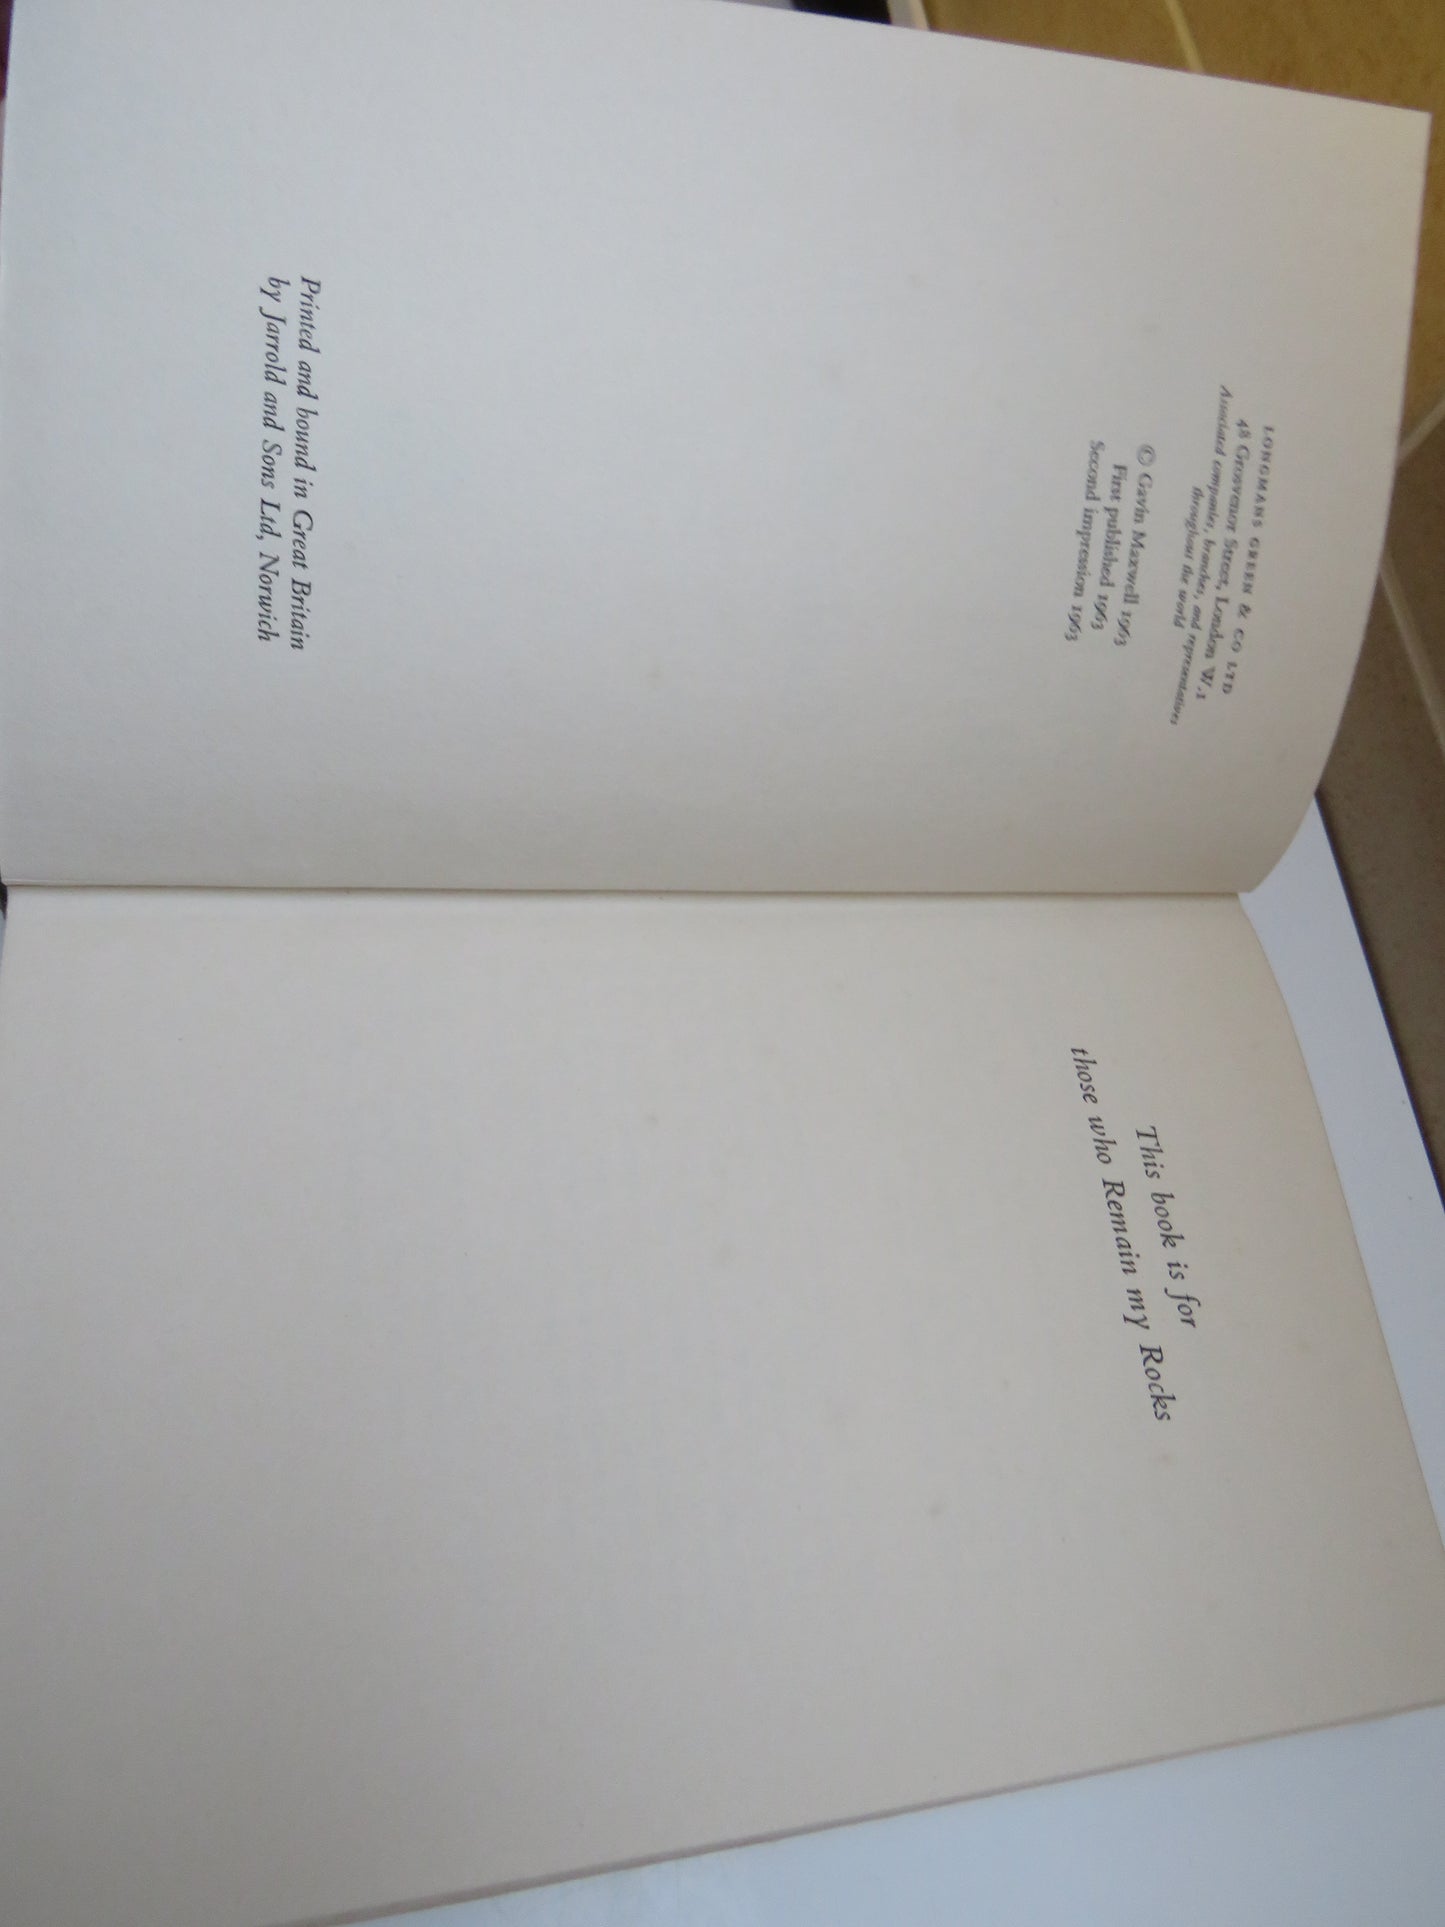 LONGMANS GREEN & CO LTD
48 Grosvenor Street, London W.1
Associated companies, branches, and representatives
throughout the world
© Gavin Maxwell 1963
First published 1963
Second impression 1963
Printed and bound in Great Britain
by Jarrold and Sons Ltd, Norwich
This book is for
those who Remain my Rocks